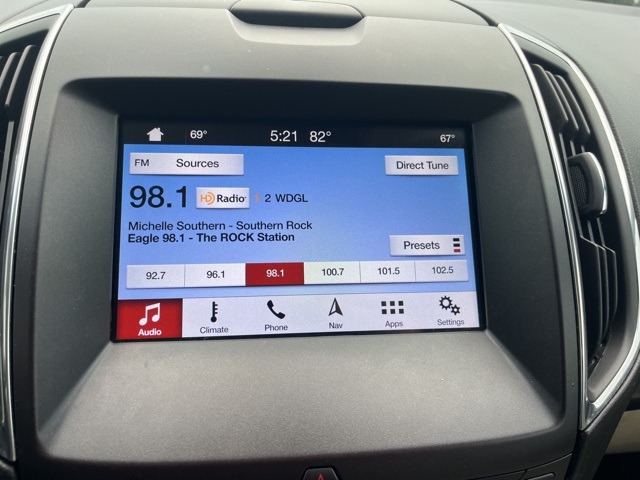 69° 5:21 82° 67°
FM Sources Direct Tune
98.1 HD Radio 1 2 WDGL
Michelle Southern - Southern Rock
Eagle 98.1 - The ROCK Station
Presets
92.7 96.1 98.1 100.7 101.5 102.5
Audio Climate Phone Nav Apps Settings